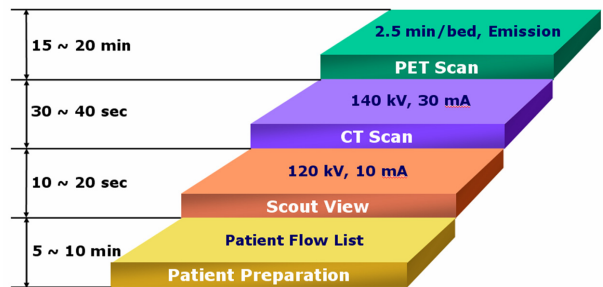 15 ~ 20 min
2.5 min/bed, Emission
PET Scan
30 ~ 40 sec
140 kV, 30 mA
CT Scan
10 ~ 20 sec
120 kV, 10 mA
Scout View
5 ~ 10 min
Patient Flow List
Patient Preparation